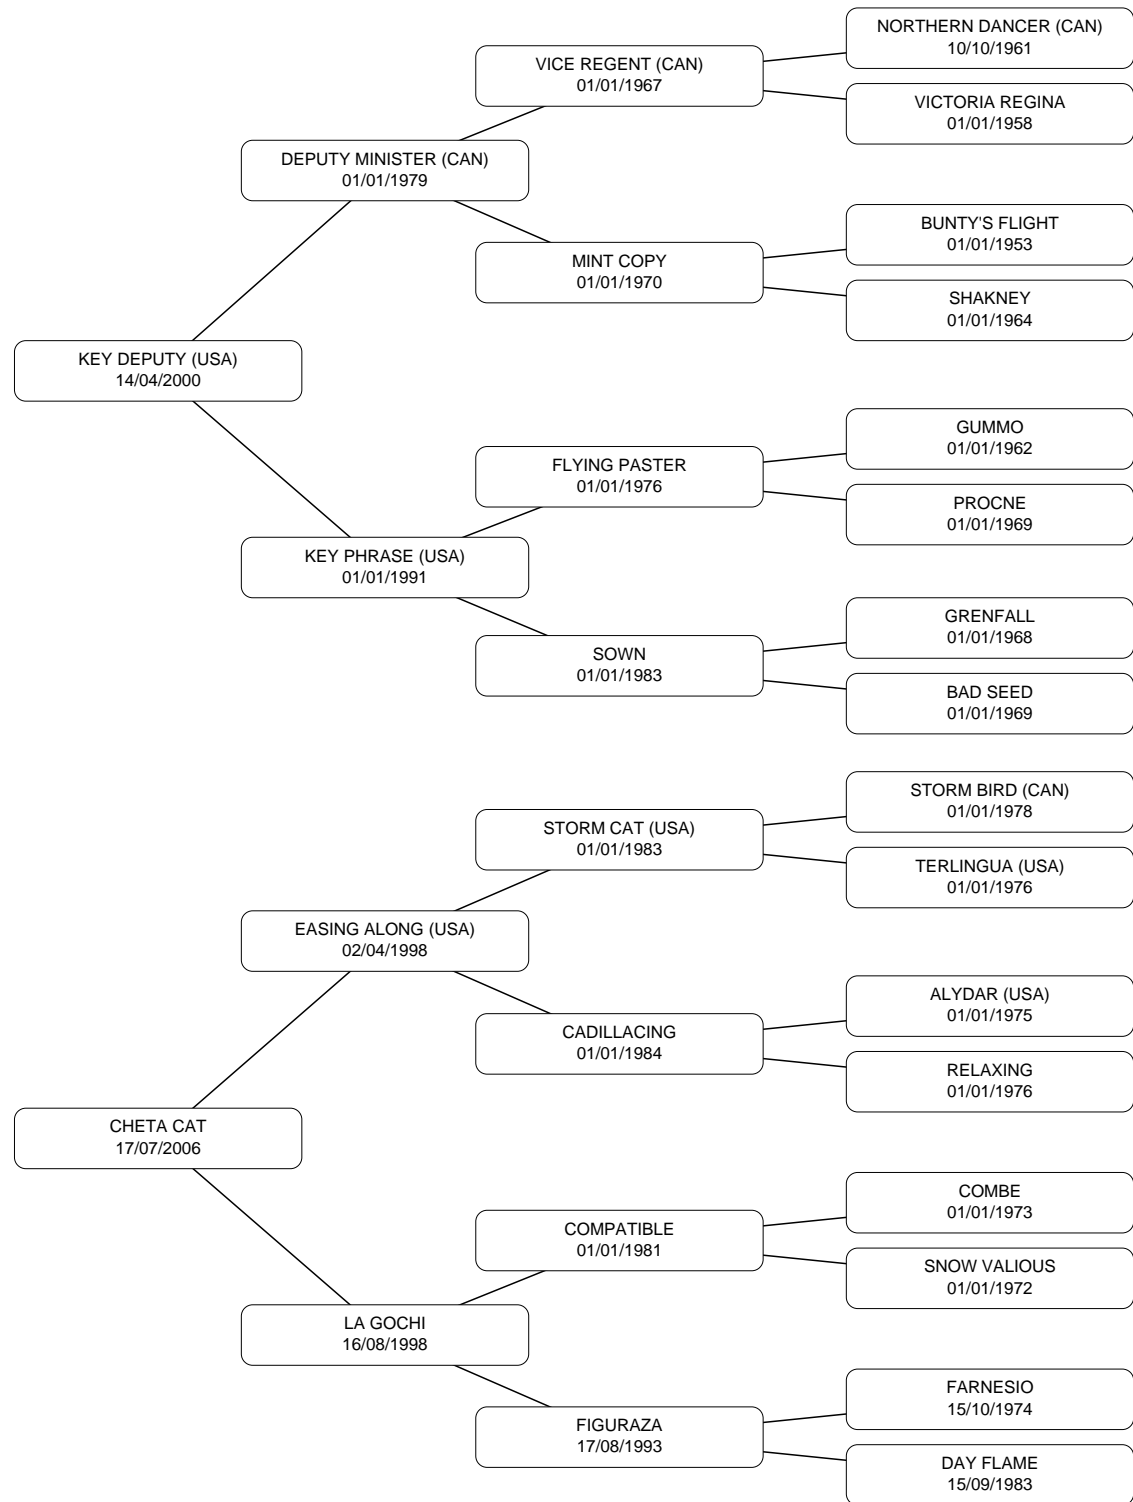 NORTHERN DANCER (CAN)
10/10/1961
VICE REGENT (CAN)
01/01/1967
VICTORIA REGINA
01/01/1958
DEPUTY MINISTER (CAN)
01/01/1979
BUNTY'S FLIGHT
01/01/1953
MINT COPY
01/01/1970
SHAKNEY
01/01/1964
KEY DEPUTY (USA)
14/04/2000
GUMMO
01/01/1962
FLYING PASTER
01/01/1976
PROCNE
01/01/1969
KEY PHRASE (USA)
01/01/1991
GRENFALL
01/01/1968
SOWN
01/01/1983
BAD SEED
01/01/1969
STORM BIRD (CAN)
01/01/1978
STORM CAT (USA)
01/01/1983
TERLINGUA (USA)
01/01/1976
EASING ALONG (USA)
02/04/1998
ALYDAR (USA)
01/01/1975
CADILLACING
01/01/1984
RELAXING
01/01/1976
CHETA CAT
17/07/2006
COMBE
01/01/1973
COMPATIBLE
01/01/1981
SNOW VALIOUS
01/01/1972
LA GOCHI
16/08/1998
FARNESIO
15/10/1974
FIGURAZA
17/08/1993
DAY FLAME
15/09/1983